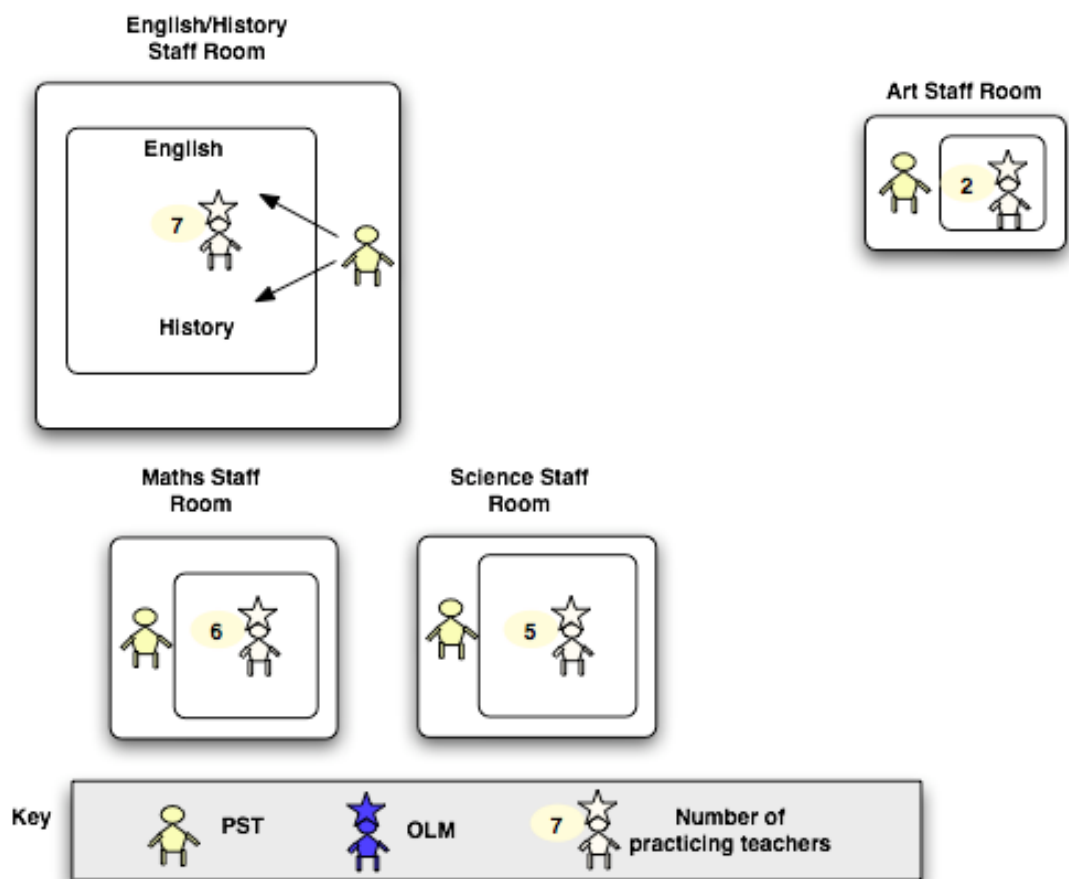 English/History
Staff Room
Art Staff Room
English
7
2
History
Maths Staff
Room
Science Staff
Room
6
5
Key
PST
OLM
7
Number of
practicing teachers